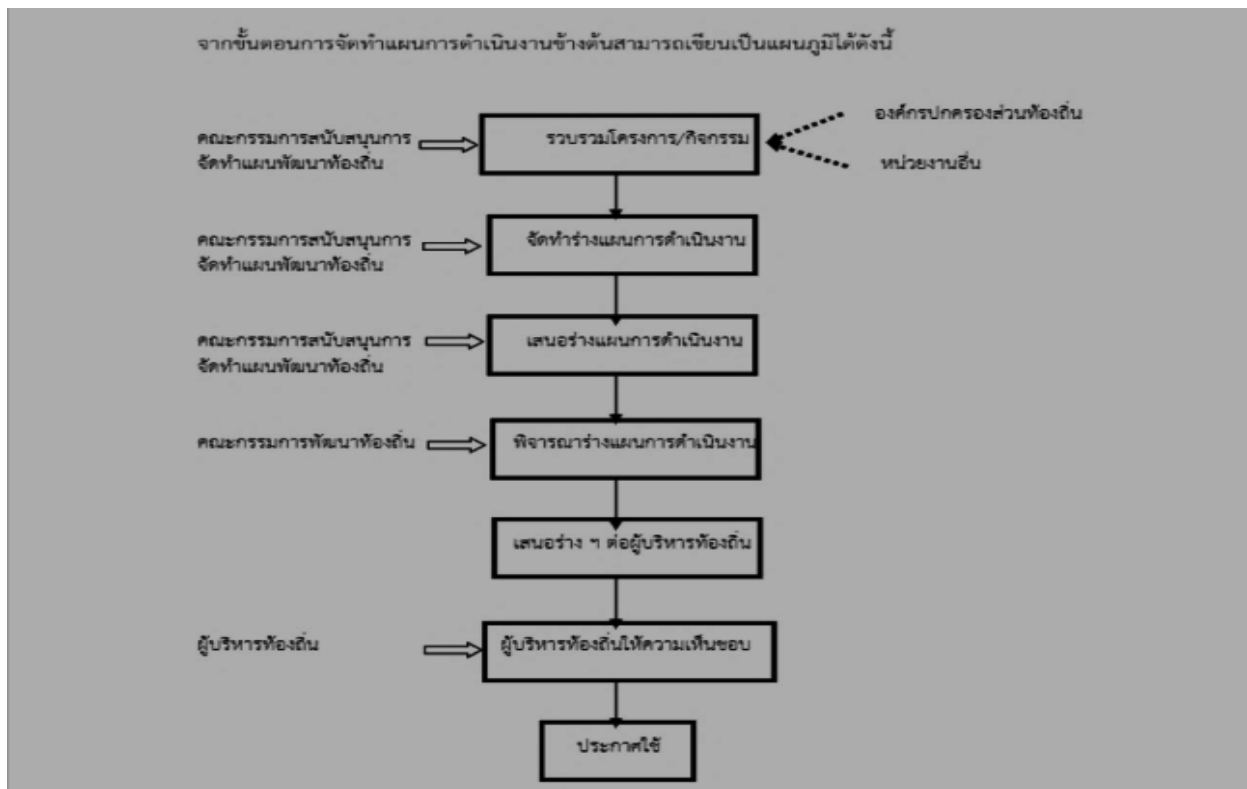 จากขั้นตอนการจัดทำแผนการดำเนินงานข้างต้นสามารถเขียนเป็นแผนภูมิได้ดังนี้
องค์กรปกครองส่วนท้องถิ่น
คณะกรรมการสนับสนุนการ
จัดทำแผนพัฒนาท้องถิ่น
รวบรวมโครงการ/กิจกรรม
หน่วยงานอื่น
คณะกรรมการสนับสนุนการ
จัดทำแผนพัฒนาท้องถิ่น
จัดทำร่างแผนการดำเนินงาน
คณะกรรมการสนับสนุนการ
จัดทำแผนพัฒนาท้องถิ่น
เสนอร่างแผนการดำเนินงาน
คณะกรรมการพัฒนาท้องถิ่น
พิจารณาร่างแผนการดำเนินงาน
เสนอร่าง ฯ ต่อผู้บริหารท้องถิ่น
ผู้บริหารท้องถิ่น
ผู้บริหารท้องถิ่นให้ความเห็นชอบ
ประกาศใช้